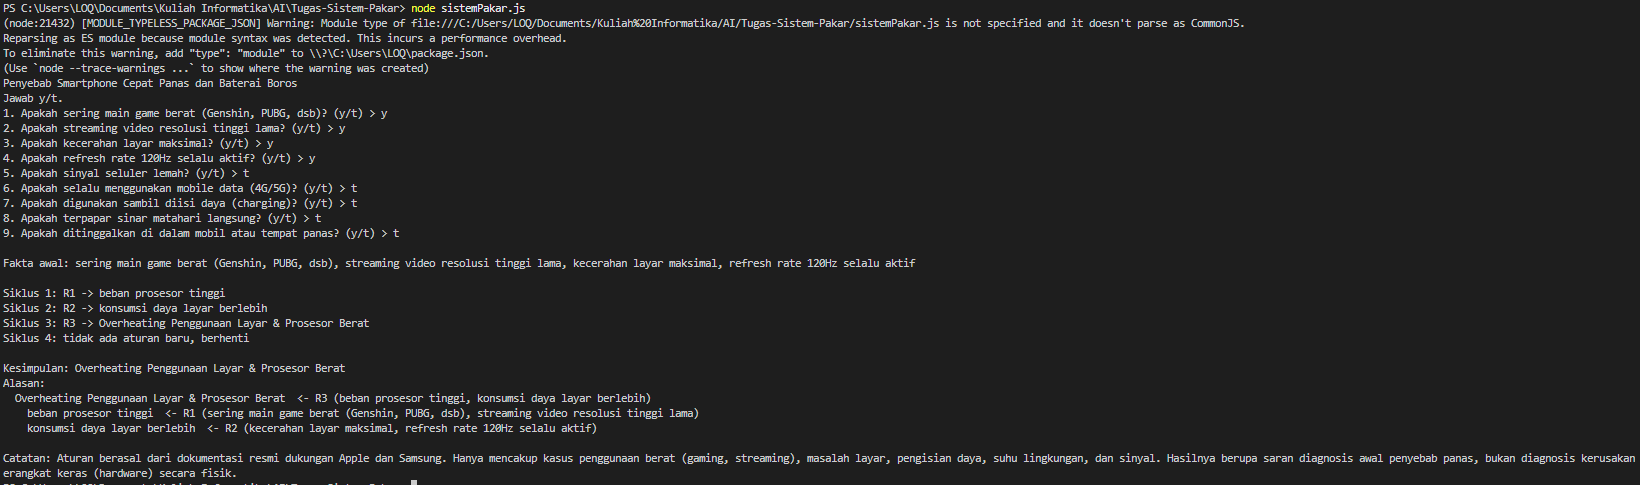 PS C:\Users\LOQ\Documents\Kuliah Informatika\AI\Tugas-Sistem-Pakar> node sistemPakar.js
(node:21432) [MODULE_TYPELESS_PACKAGE_JSON] Warning: Module type of file:///C:/Users/LOQ/Documents/Kuliah%20Informatika/AI/Tugas-Sistem-Pakar/sistemPakar.js is not specified and it doesn't parse as CommonJS.
Reparsing as ES module because module syntax was detected. This incurs a performance overhead.
To eliminate this warning, add "type": "module" to \\?\C:\Users\LOQ\package.json.
(Use `node --trace-warnings ...` to show where the warning was created)
Penyebab Smartphone Cepat Panas dan Baterai Boros
Jawab y/t.
1. Apakah sering main game berat (Genshin, PUBG, dsb)? (y/t) > y
2. Apakah streaming video resolusi tinggi lama? (y/t) > y
3. Apakah kecerahan layar maksimal? (y/t) > y
4. Apakah refresh rate 120Hz selalu aktif? (y/t) > y
5. Apakah sinyal seluler lemah? (y/t) > t
6. Apakah selalu menggunakan mobile data (4G/5G)? (y/t) > t
7. Apakah digunakan sambil diisi daya (charging)? (y/t) > t
8. Apakah terpapar sinar matahari langsung? (y/t) > t
9. Apakah ditinggalkan di dalam mobil atau tempat panas? (y/t) > t
Fakta awal: sering main game berat (Genshin, PUBG, dsb), streaming video resolusi tinggi lama, kecerahan layar maksimal, refresh rate 120Hz selalu aktif
Siklus 1: R1 -> beban prosesor tinggi
Siklus 2: R2 -> konsumsi daya layar berlebih
Siklus 3: R3 -> Overheating Penggunaan Layar & Prosesor Berat
Siklus 4: tidak ada aturan baru, berhenti
Kesimpulan: Overheating Penggunaan Layar & Prosesor Berat
Alasan:
Overheating Penggunaan Layar & Prosesor Berat <- R3 (beban prosesor tinggi, konsumsi daya layar berlebih)
beban prosesor tinggi <- R1 (sering main game berat (Genshin, PUBG, dsb), streaming video resolusi tinggi lama)
konsumsi daya layar berlebih <- R2 (kecerahan layar maksimal, refresh rate 120Hz selalu aktif)
Catatan: Aturan berasal dari dokumentasi resmi dukungan Apple dan Samsung. Hanya mencakup kasus penggunaan berat (gaming, streaming), masalah layar, pengisian daya, suhu lingkungan, dan sinyal. Hasilnya berupa saran diagnosis awal penyebab panas, bukan diagnosis kerusakan
erangkat keras (hardware) secara fisik.